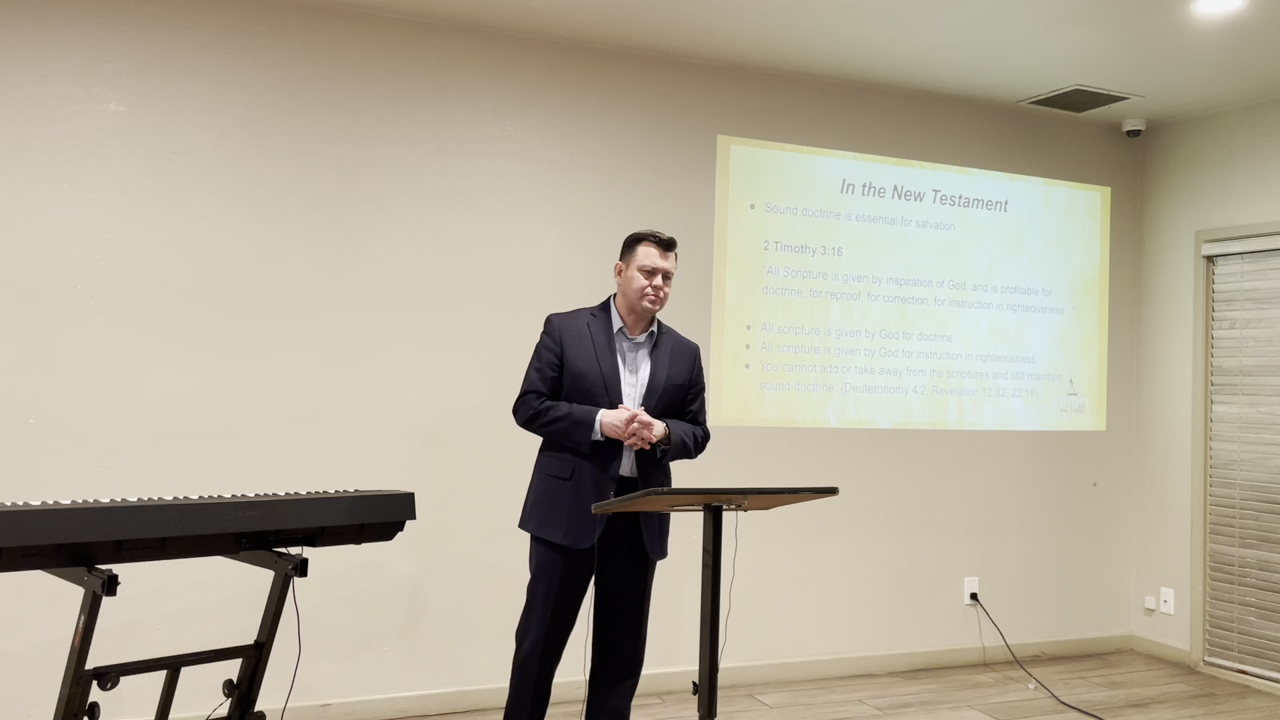 In the New Testament
• Sound doctrine is essential for salvation.
2 Timothy 3:16
"All Scripture is given by inspiration of God, and is profitable for
doctrine, for reproof, for correction, for instruction in righteousness..."
• All scripture is given by God for doctrine.
• All scripture is given by God for instruction in righteousness.
• You cannot add or take away from the scriptures and still maintain
sound doctrine. (Deuteronomy 4:2, Revelation 12:32, 22:18)